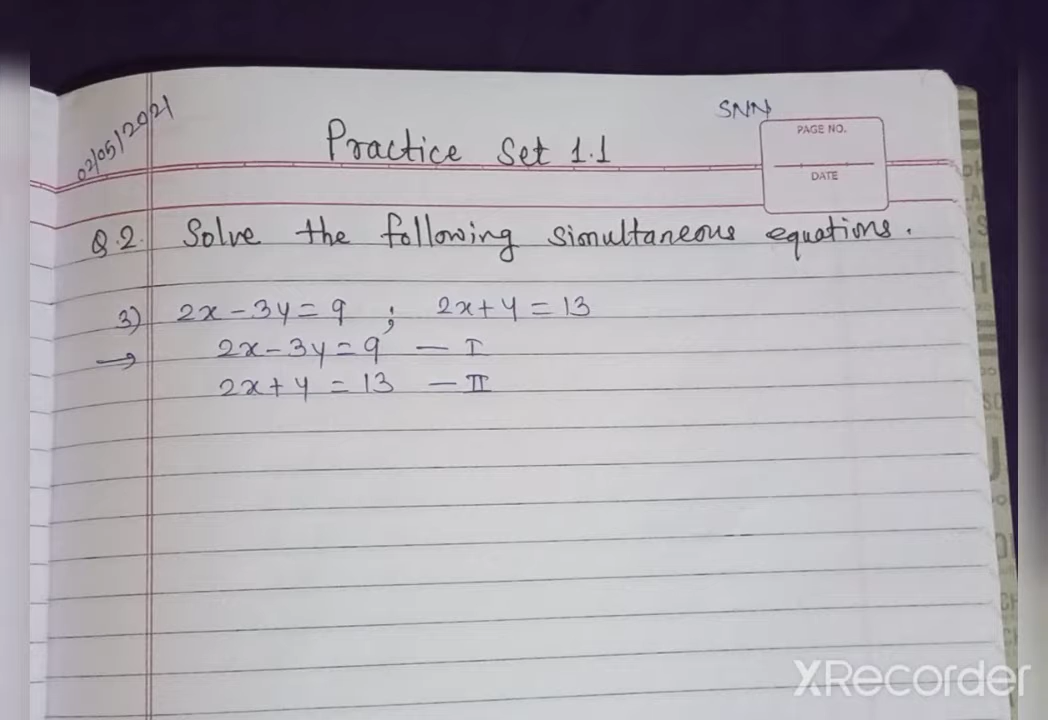 02/05/2021
SNN
Practice Set 1.1
PAGE NO.
DATE
Q.2. Solve the following simultaneous equations.
3) 2x - 3y = 9 ; 2x + y = 13
→ 2x - 3y = 9 — I
2x + y = 13 — II
XRecorder